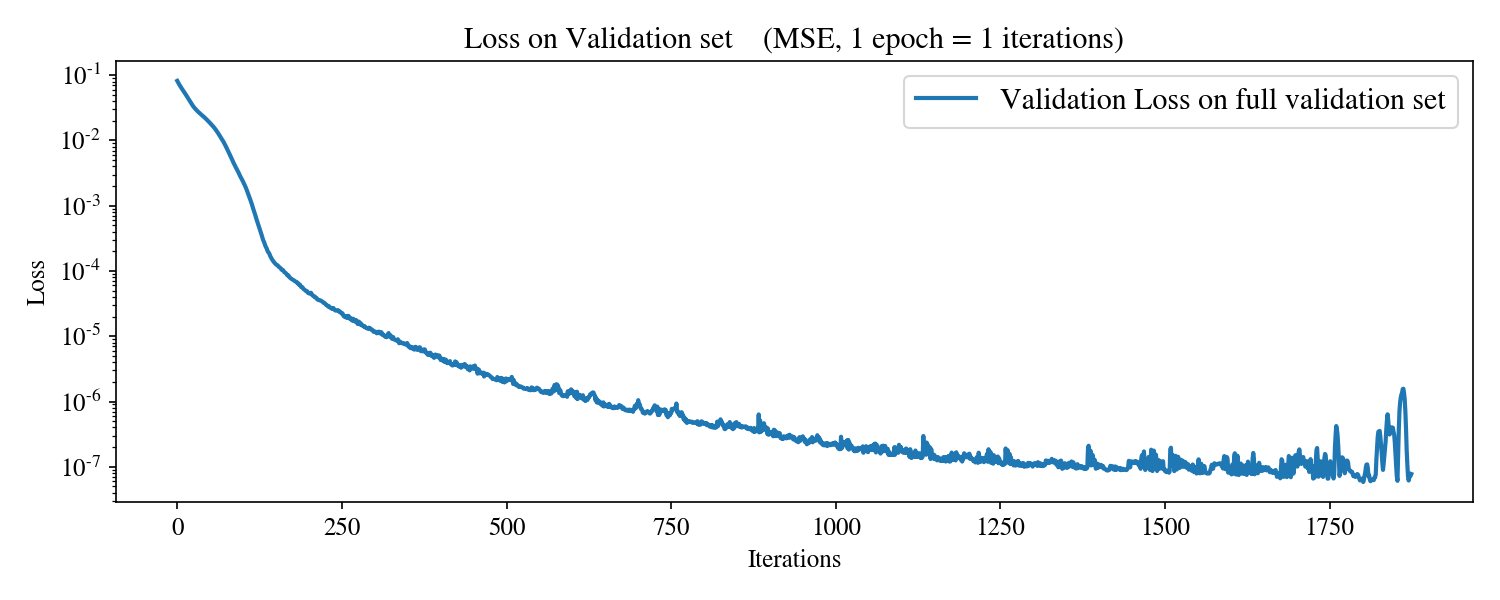 Loss on Validation set (MSE, 1 epoch = 1 iterations)
Validation Loss on full validation set
10⁻¹
10⁻²
10⁻³
10⁻⁴
10⁻⁵
10⁻⁶
10⁻⁷
Loss
0 250 500 750 1000 1250 1500 1750
Iterations